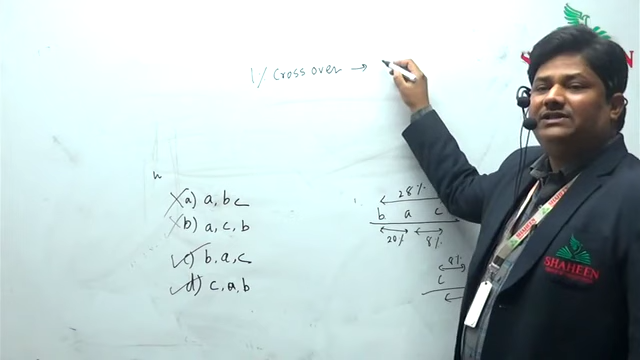 1% Cross over →
a) a, b c
b) a, c, b
c) b, a, c
d) c, a, b
28%
b a c
20% 8%
8%
c
SHAHEEN